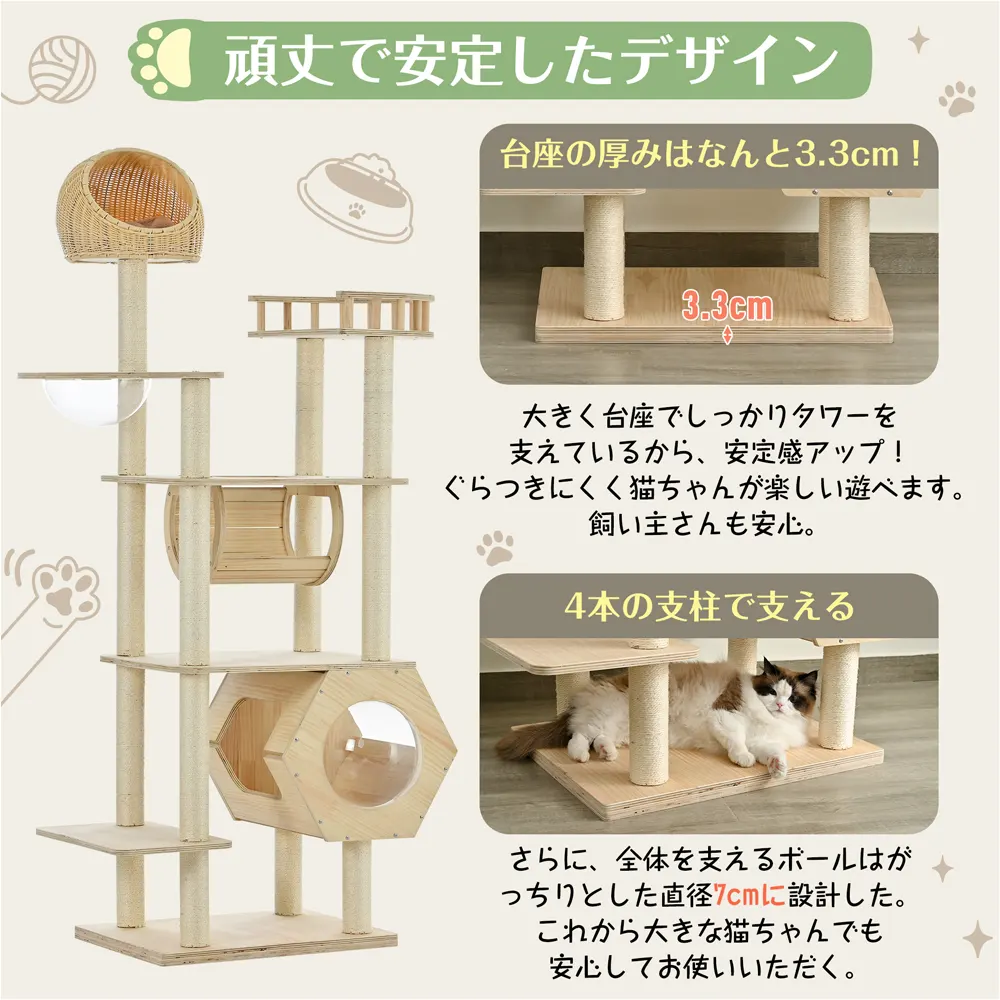 頑丈で安定したデザイン
台座の厚みはなんと3.3cm！
3.3cm
大きく台座でしっかりタワーを
支えているから、安定感アップ！
ぐらつきにくく猫ちゃんが楽しい遊べます。
飼い主さんも安心。
4本の支柱で支える
さらに、全体を支えるボールはが
っちりとした直径7cmに設計した。
これから大きな猫ちゃんでも
安心してお使いいただく。